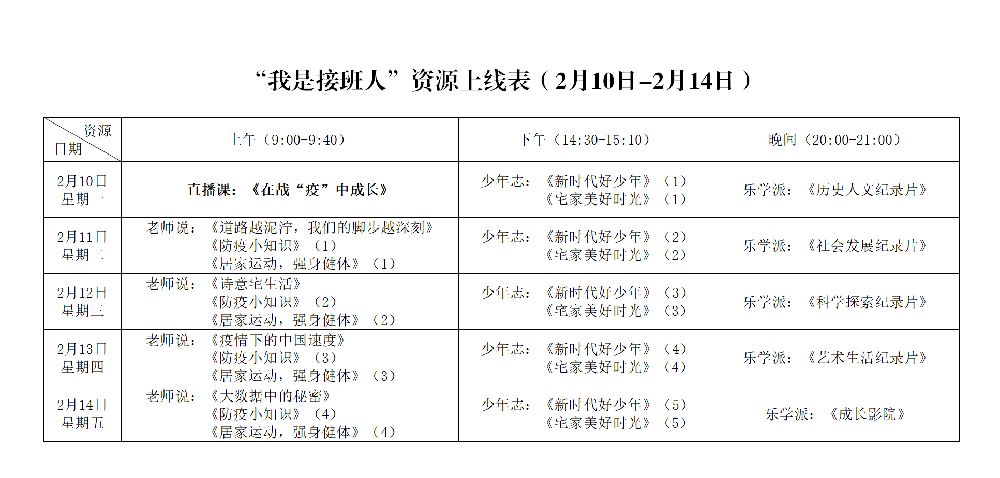 “我是接班人”资源上线表（2月10日-2月14日）
资源
日期
上午（9:00-9:40）
下午（14:30-15:10）
晚间（20:00-21:00）
2月10日
星期一
直播课：《在战“疫”中成长》
少年志：《新时代好少年》（1）
《宅家美好时光》（1）
乐学派：《历史人文纪录片》
2月11日
星期二
老师说：《道路越泥泞，我们的脚步越深刻》
《防疫小知识》（1）
《居家运动，强身健体》（1）
少年志：《新时代好少年》（2）
《宅家美好时光》（2）
乐学派：《社会发展纪录片》
2月12日
星期三
老师说：《诗意宅生活》
《防疫小知识》（2）
《居家运动，强身健体》（2）
少年志：《新时代好少年》（3）
《宅家美好时光》（3）
乐学派：《科学探索纪录片》
2月13日
星期四
老师说：《疫情下的中国速度》
《防疫小知识》（3）
《居家运动，强身健体》（3）
少年志：《新时代好少年》（4）
《宅家美好时光》（4）
乐学派：《艺术生活纪录片》
2月14日
星期五
老师说：《大数据中的秘密》
《防疫小知识》（4）
《居家运动，强身健体》（4）
少年志：《新时代好少年》（5）
《宅家美好时光》（5）
乐学派：《成长影院》